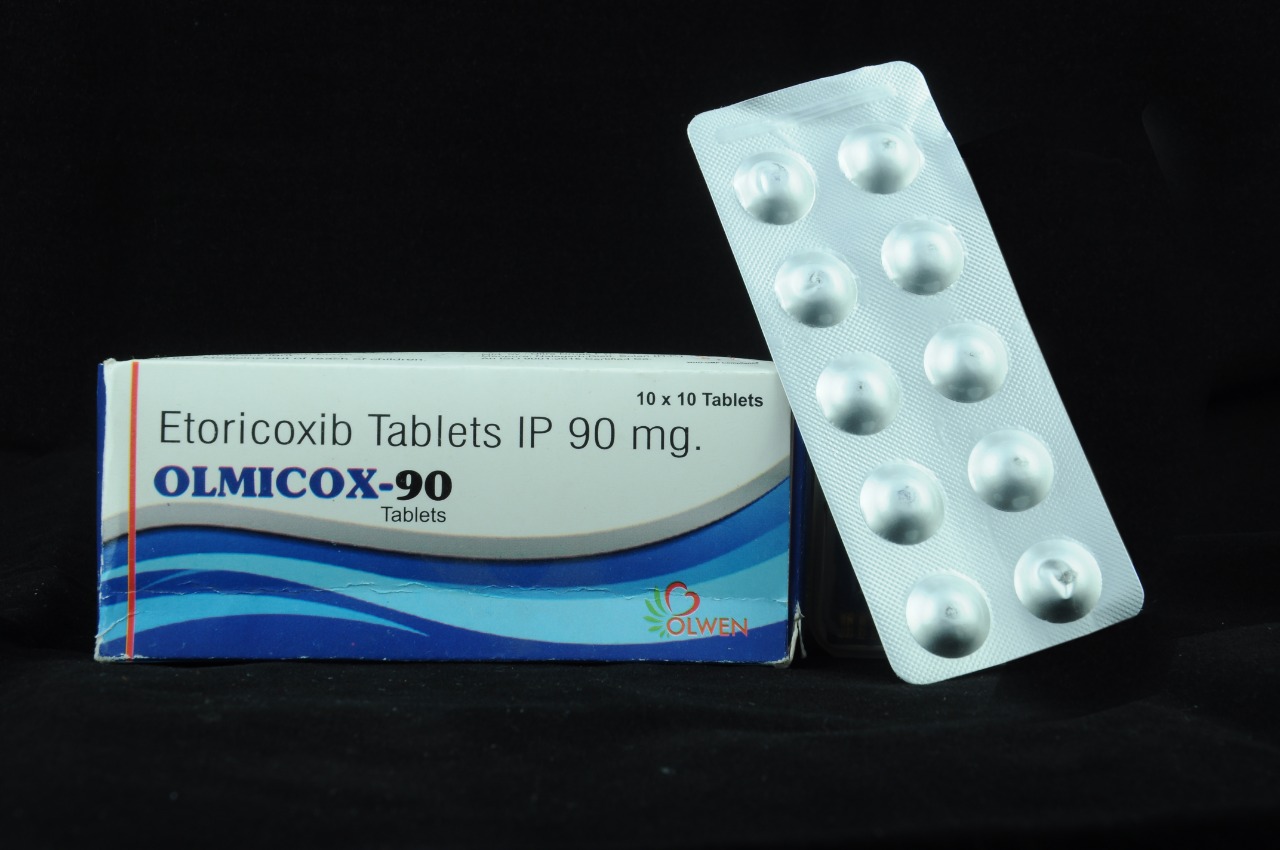 10 x 10 Tablets
Etoricoxib Tablets IP 90 mg.
OLMICOX-90
Tablets
OLWEN